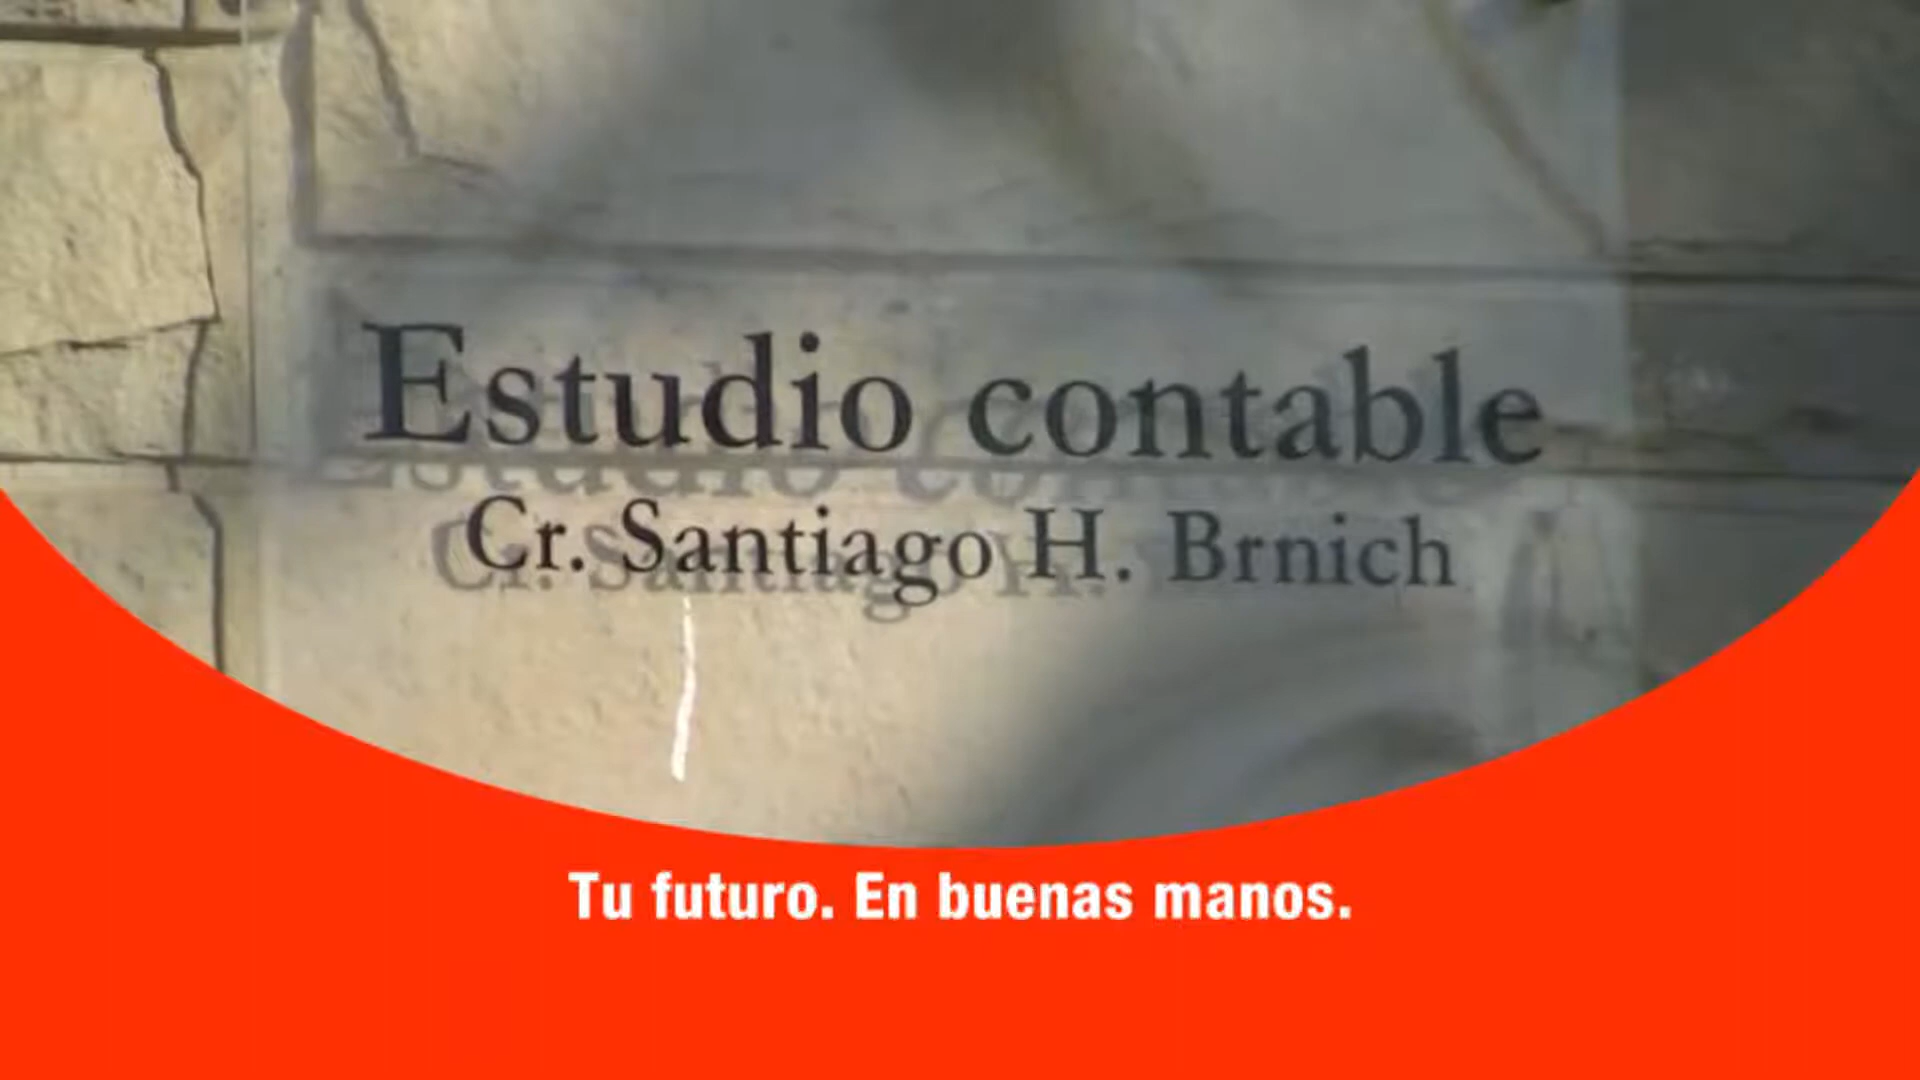 Estudio contable
Cr. Santiago H. Brnich
Tu futuro. En buenas manos.